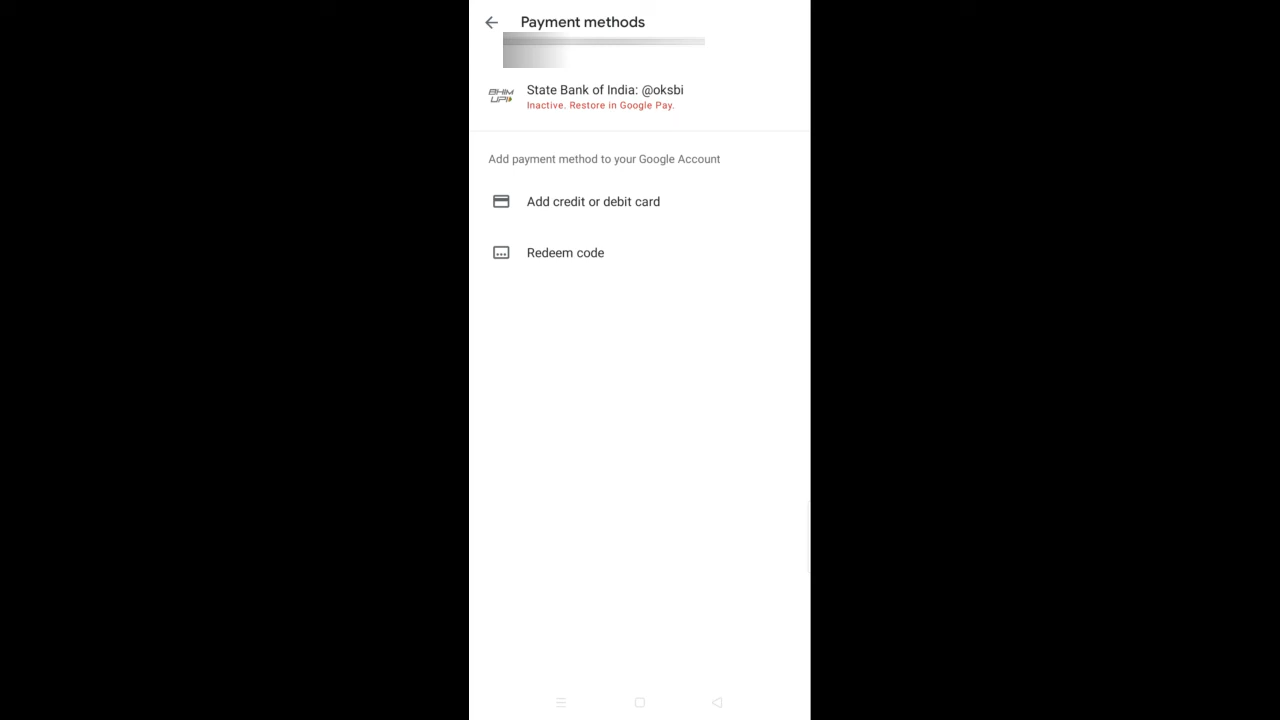 Payment methods
BHIM
UPI
State Bank of India: @oksbi
Inactive. Restore in Google Pay.
Add payment method to your Google Account
Add credit or debit card
Redeem code